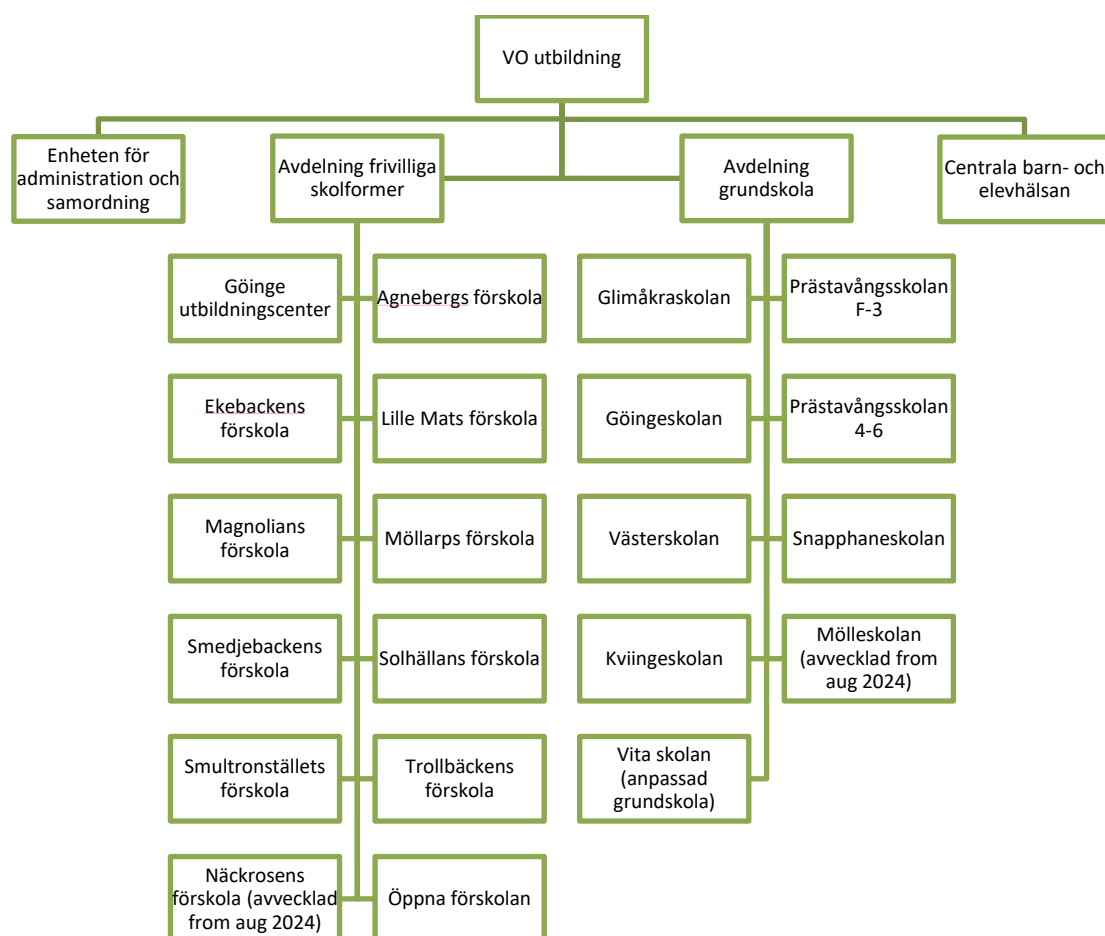 VO utbildning
Enheten för
administration och
samordning
Avdelning frivilliga
skolformer
Avdelning
grundskola
Centrala barn- och
elevhälsan
Göinge
utbildningscenter
Agnebergs förskola
Glimåkraskolan
Prästavångsskolan
F-3
Ekebackens
förskola
Lille Mats förskola
Göingeskolan
Prästavångsskolan
4-6
Magnolians
förskola
Möllarps förskola
Västerskolan
Snapphaneskolan
Smedjebackens
förskola
Solhällans förskola
Kviingeskolan
Mölleskolan
(avvecklad from
aug 2024)
Smultronställets
förskola
Trollbäckens
förskola
Vita skolan
(anpassad
grundskola)
Näckrosens
förskola (avvecklad
from aug 2024)
Öppna förskolan